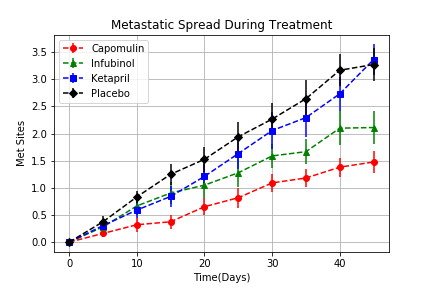 Metastatic Spread During Treatment
Capomulin
Infubinol
Ketapril
Placebo
Met Sites
3.5
3.0
2.5
2.0
1.5
1.0
0.5
0.0
0 10 20 30 40
Time(Days)